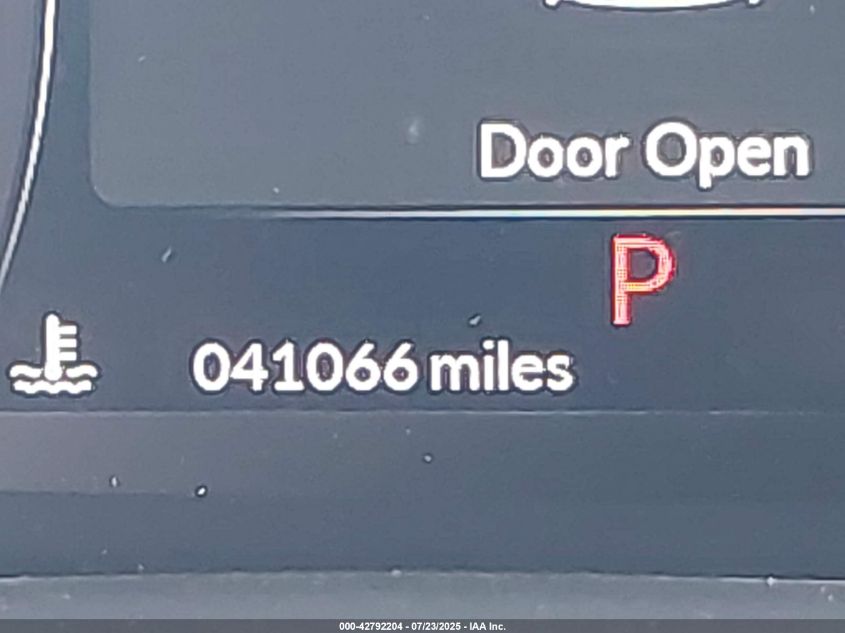 Door Open
P
041066 miles
000-42792204 - 07/23/2025 - IAA Inc.